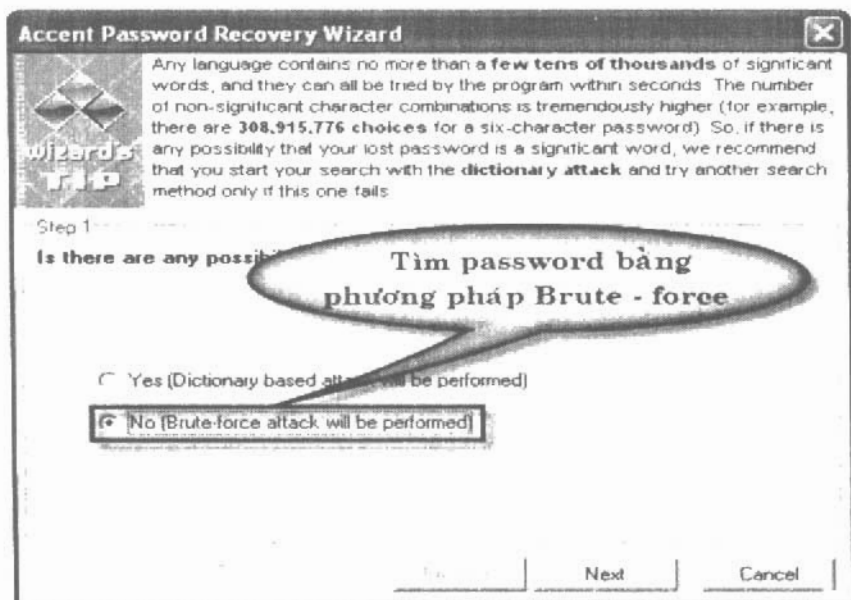 Accent Password Recovery Wizard
Any language contains no more than a few tens of thousands of significant
words, and they can all be tried by the program within seconds. The number
of non-significant character combinations is tremendously higher (for example,
there are 308,915,776 choices for a six-character password). So, if there is
any possibility that your lost password is a significant word, we recommend
that you start your search with the dictionary attack and try another search
method only if this one fails
Wizard's
TIP
Step 1
Is there are any possi
Tìm password bằng
phương pháp Brute - force
Yes (Dictionary based attack will be performed)
No (Brute-force attack will be performed)
Next
Cancel